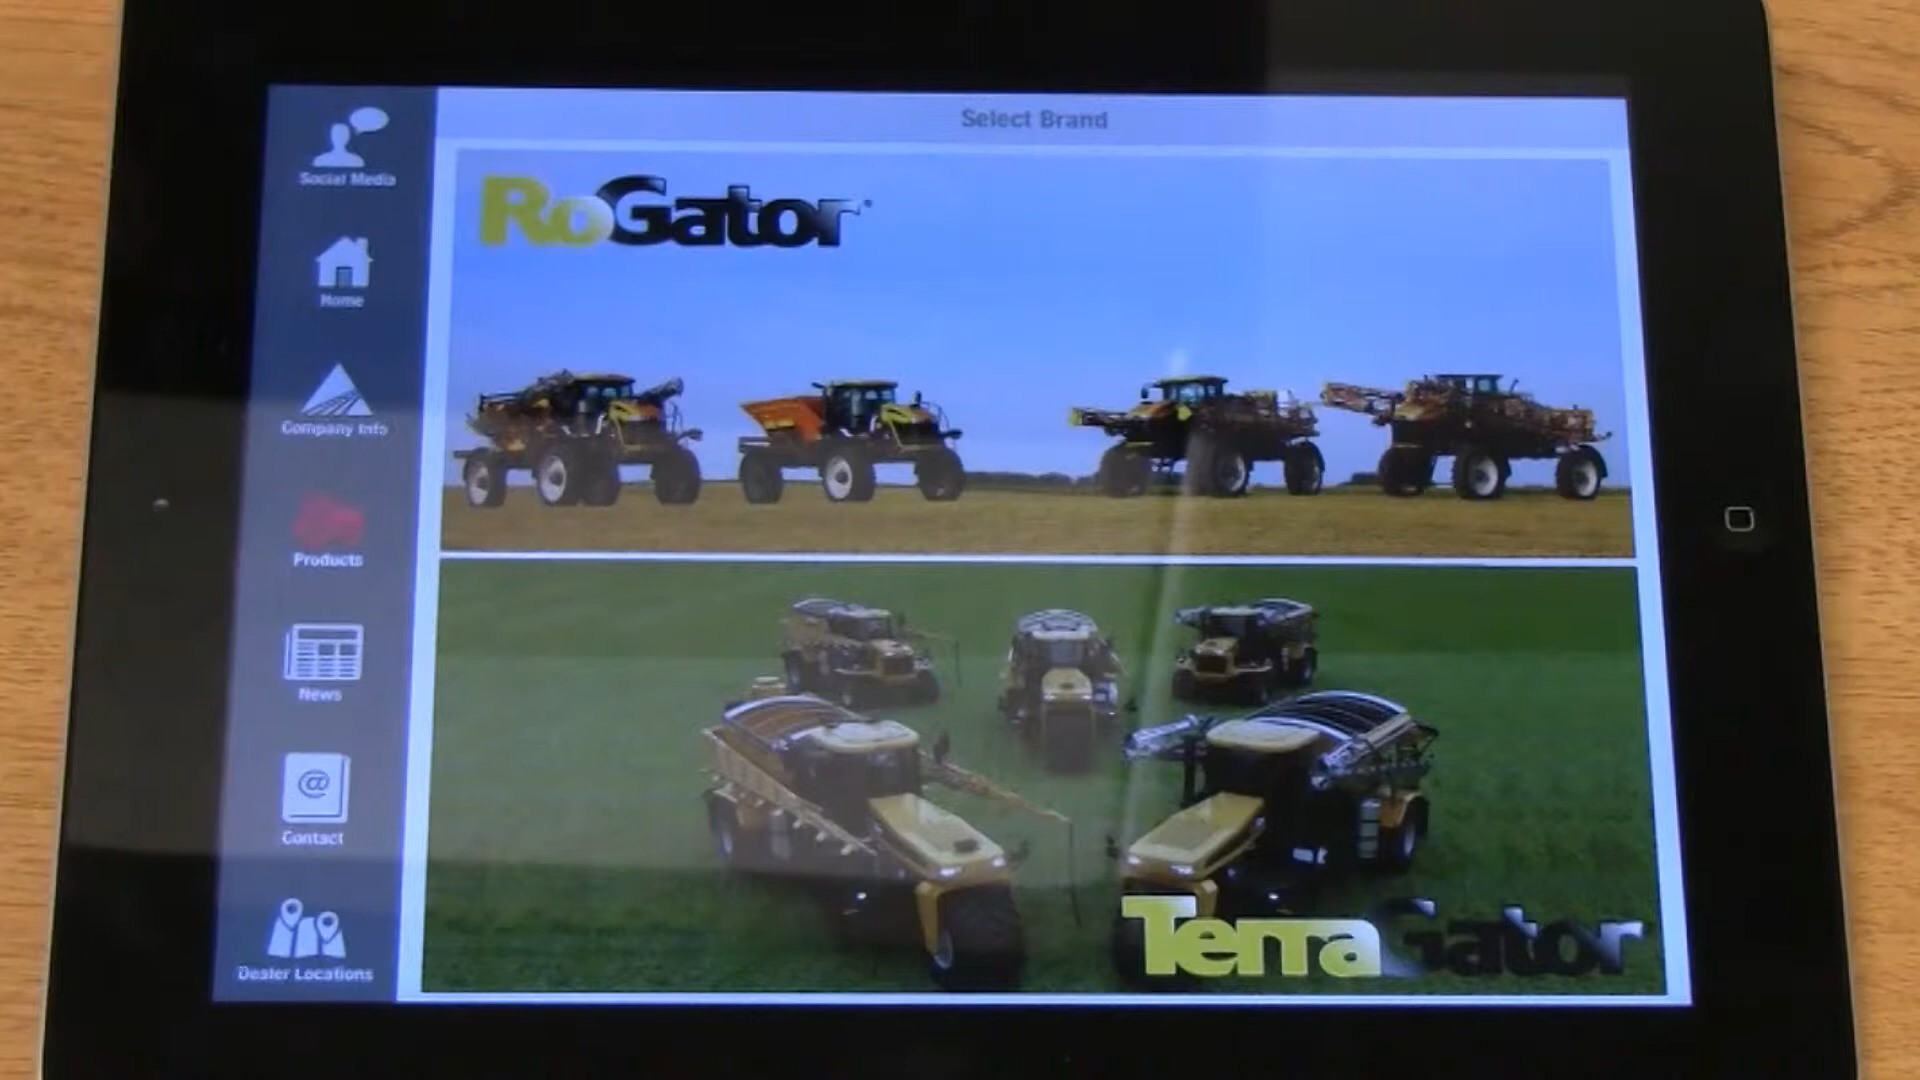 Select Brand
Social Media
Home
Company Info
Products
News
@
Contact
Dealer Locations
RoGator
TerraGator